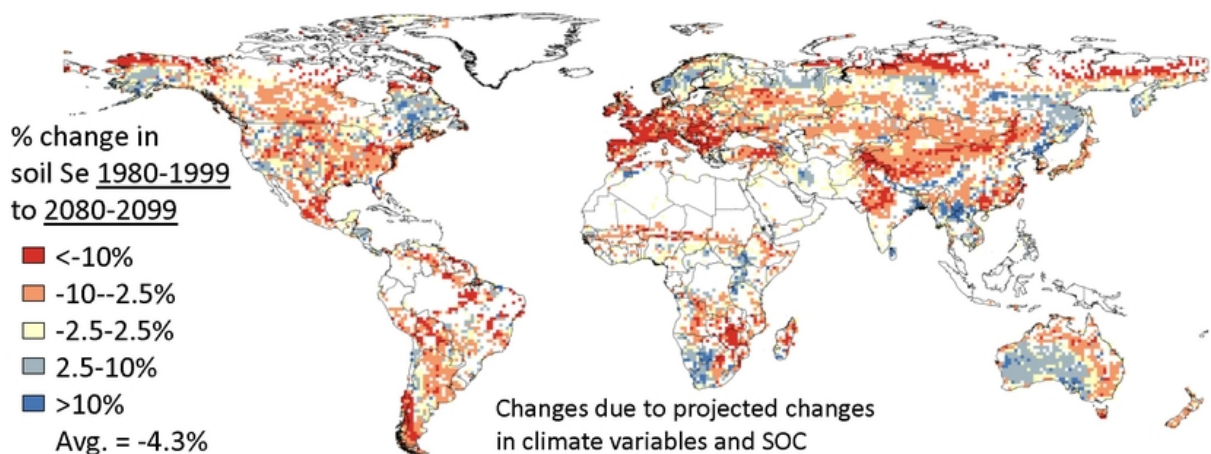 % change in
soil Se 1980-1999
to 2080-2099
<-10%
-10--2.5%
-2.5-2.5%
2.5-10%
>10%
Avg. = -4.3%
Changes due to projected changes
in climate variables and SOC